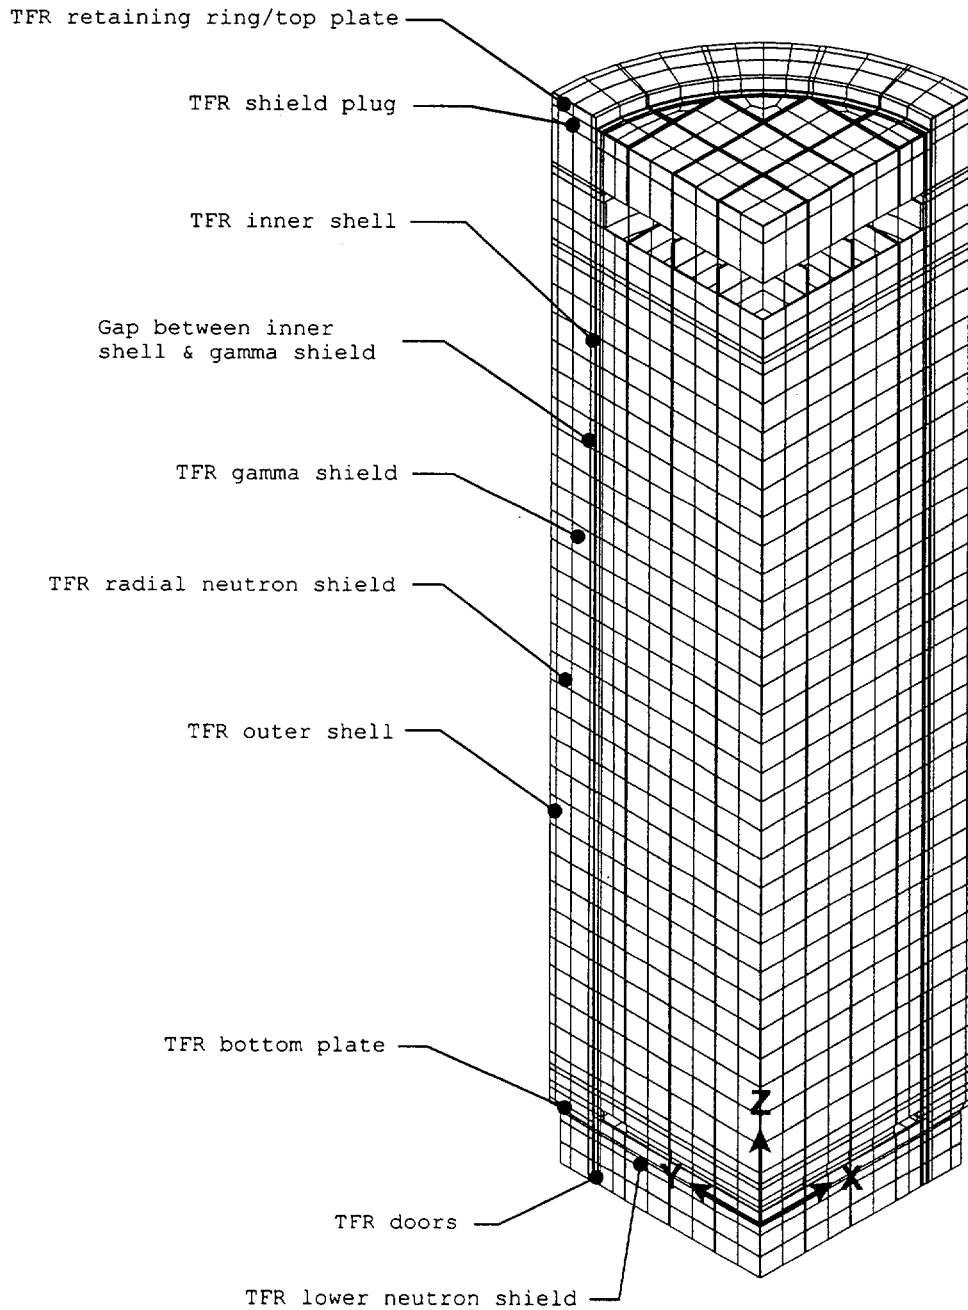 TFR retaining ring/top plate
TFR shield plug
TFR inner shell
Gap between inner
shell & gamma shield
TFR gamma shield
TFR radial neutron shield
TFR outer shell
TFR bottom plate
Z
Y
X
TFR doors
TFR lower neutron shield